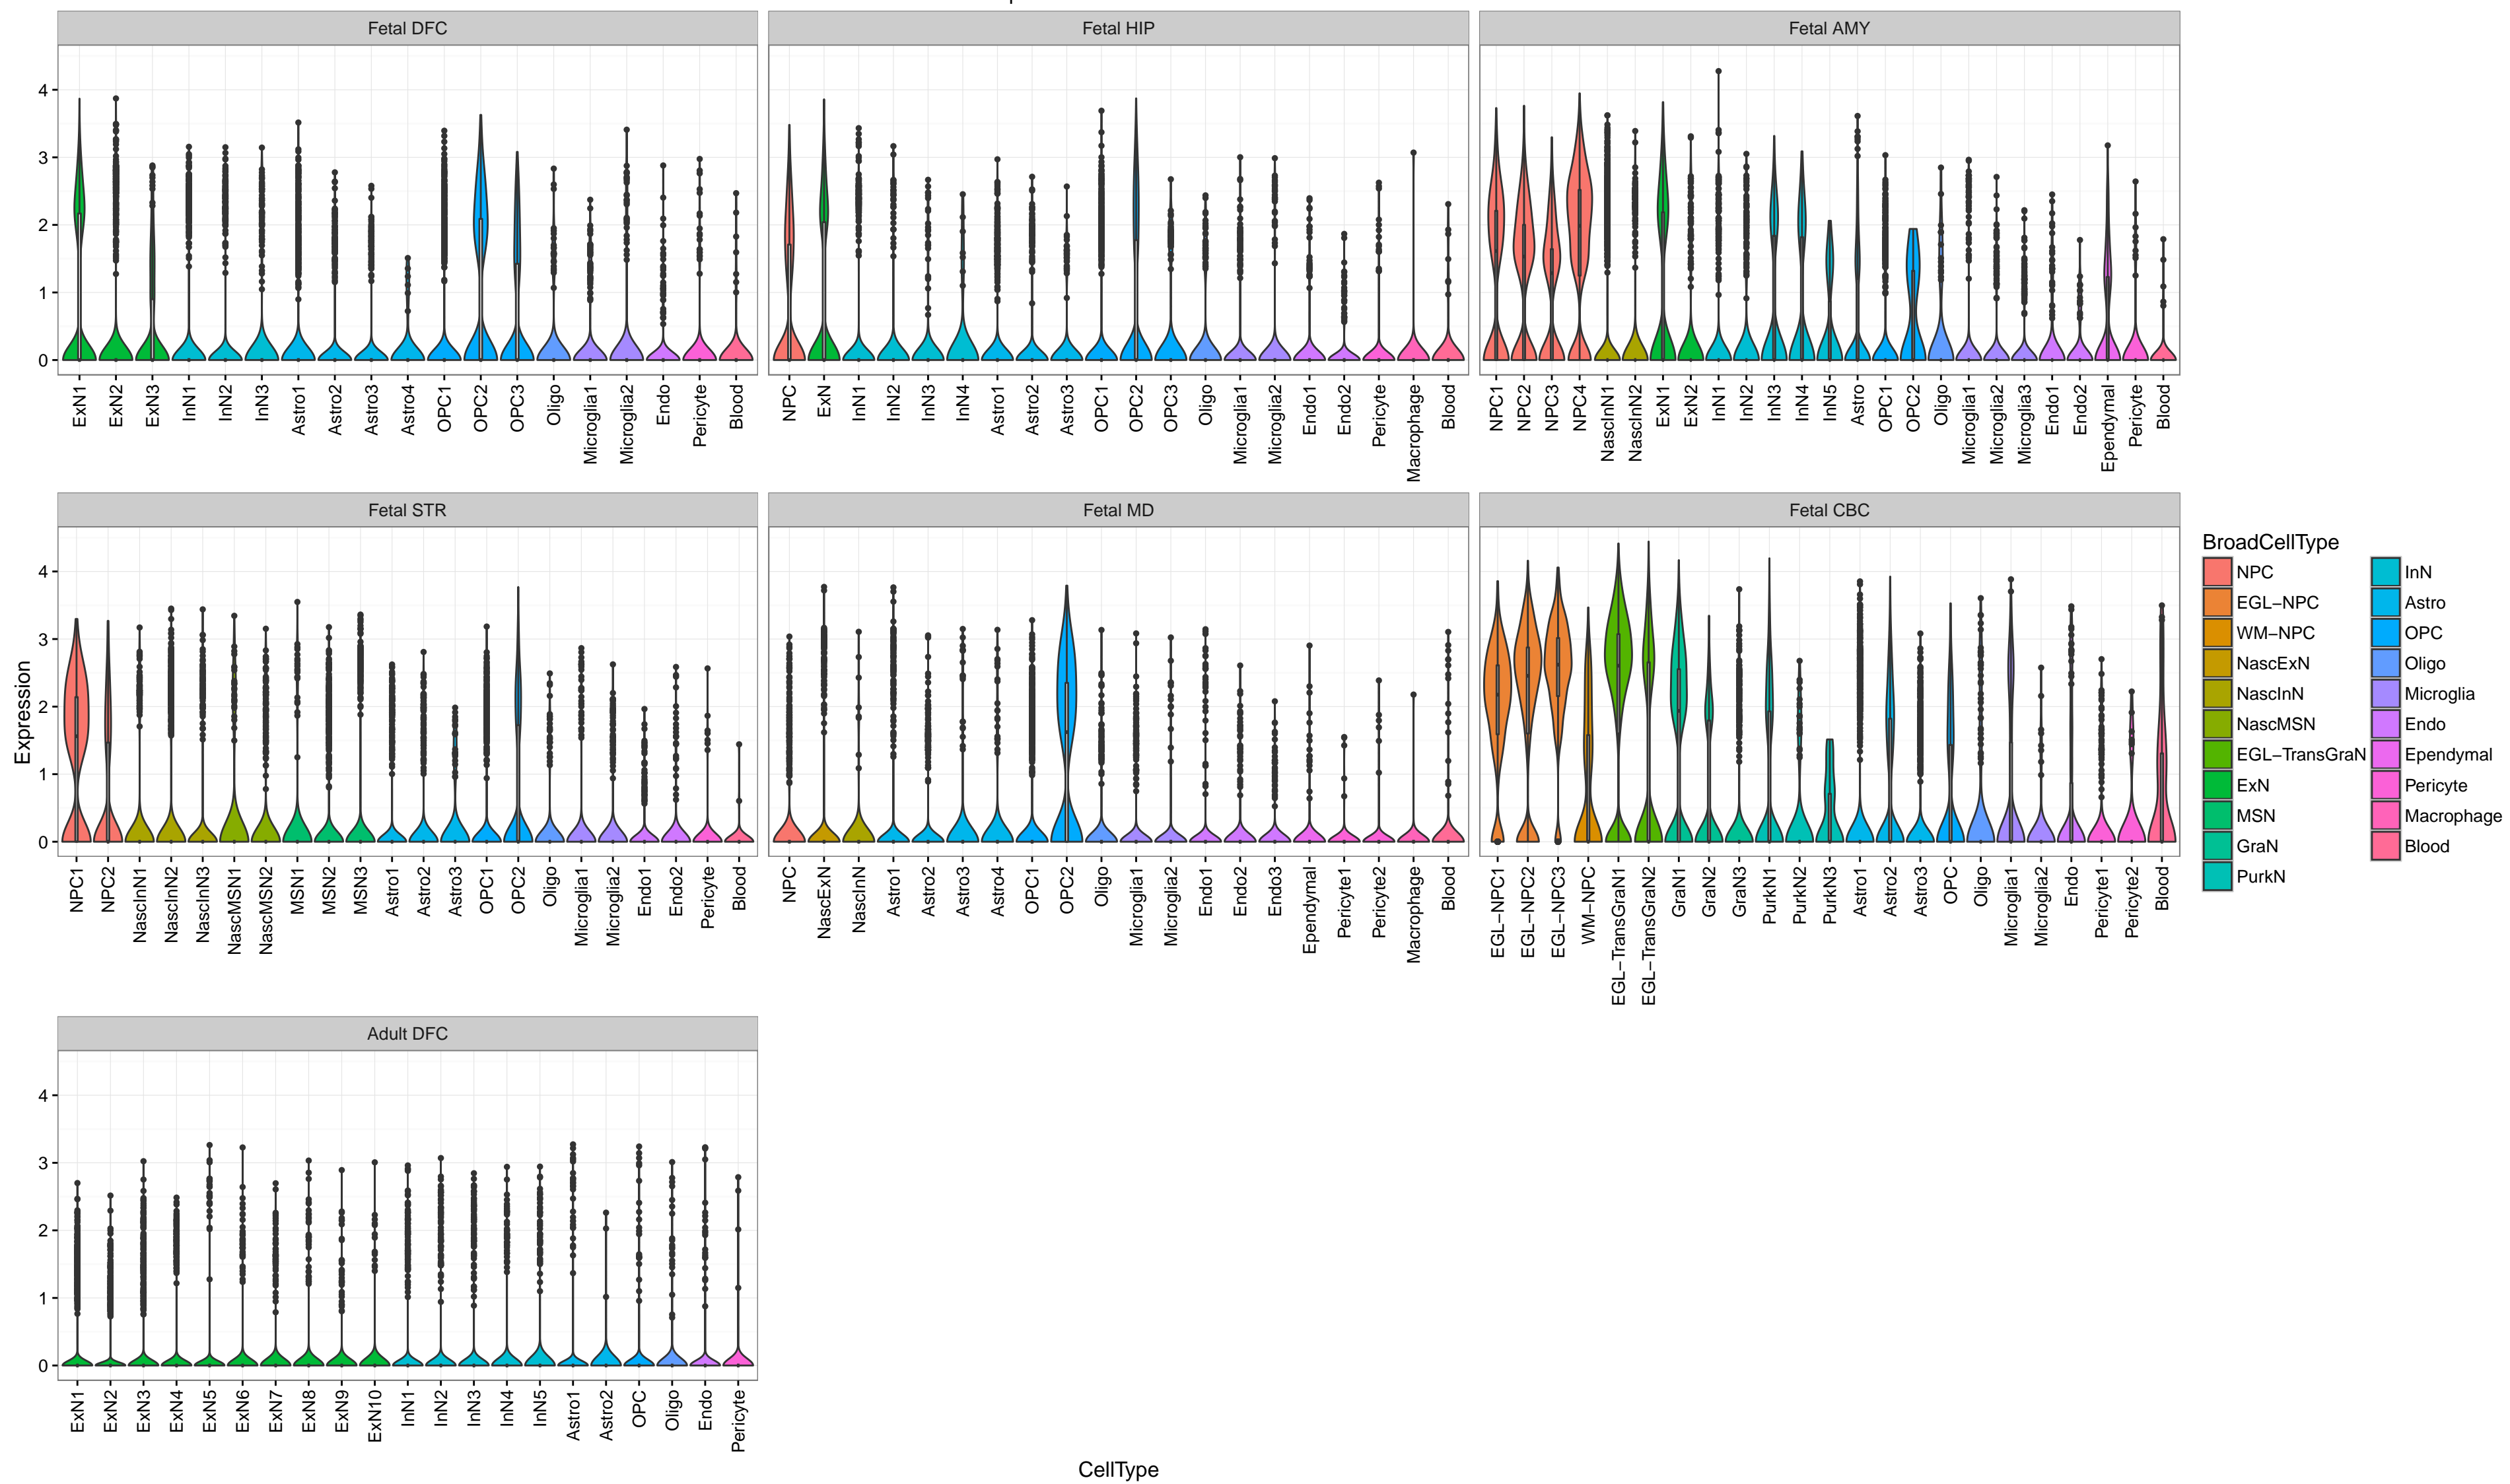 Fetal DFC
Fetal HIP
Fetal AMY
4
3
2
1
0
ExN1
ExN2
ExN3
InN1
InN2
InN3
Astro1
Astro2
Astro3
Astro4
OPC1
OPC2
OPC3
Oligo
Microglia1
Microglia2
Endo
Pericyte
Blood
NPC
ExN
InN1
InN2
InN3
InN4
Astro1
Astro2
Astro3
OPC1
OPC2
OPC3
Oligo
Microglia1
Microglia2
Endo1
Endo2
Pericyte
Macrophage
Blood
NPC1
NPC2
NPC3
NPC4
NascInN1
NascInN2
ExN1
ExN2
InN1
InN2
InN3
InN4
InN5
Astro
OPC1
OPC2
Oligo
Microglia1
Microglia2
Microglia3
Endo1
Endo2
Ependymal
Pericyte
Blood
Fetal STR
Fetal MD
Fetal CBC
Expression
4
3
2
1
0
NPC1
NPC2
NascInN1
NascInN2
NascInN3
NascMSN1
NascMSN2
MSN1
MSN2
MSN3
Astro1
Astro2
Astro3
OPC1
OPC2
Oligo
Microglia1
Microglia2
Endo1
Endo2
Pericyte
Blood
NPC
NascExN
NascInN
Astro1
Astro2
Astro3
Astro4
OPC1
OPC2
Oligo
Microglia1
Microglia2
Endo1
Endo2
Endo3
Ependymal
Pericyte1
Pericyte2
Macrophage
Blood
EGL−NPC1
EGL−NPC2
EGL−NPC3
WM−NPC
EGL−TransGraN1
EGL−TransGraN2
GraN1
GraN2
GraN3
PurkN1
PurkN2
PurkN3
Astro1
Astro2
Astro3
OPC
Oligo
Microglia1
Microglia2
Endo
Pericyte1
Pericyte2
Blood
BroadCellType
NPC
EGL−NPC
WM−NPC
NascExN
NascInN
NascMSN
EGL−TransGraN
ExN
MSN
GraN
PurkN
InN
Astro
OPC
Oligo
Microglia
Endo
Ependymal
Pericyte
Macrophage
Blood
Adult DFC
4
3
2
1
0
ExN1
ExN2
ExN3
ExN4
ExN5
ExN6
ExN7
ExN8
ExN9
ExN10
InN1
InN2
InN3
InN4
InN5
Astro1
Astro2
OPC
Oligo
Endo
Pericyte
CellType